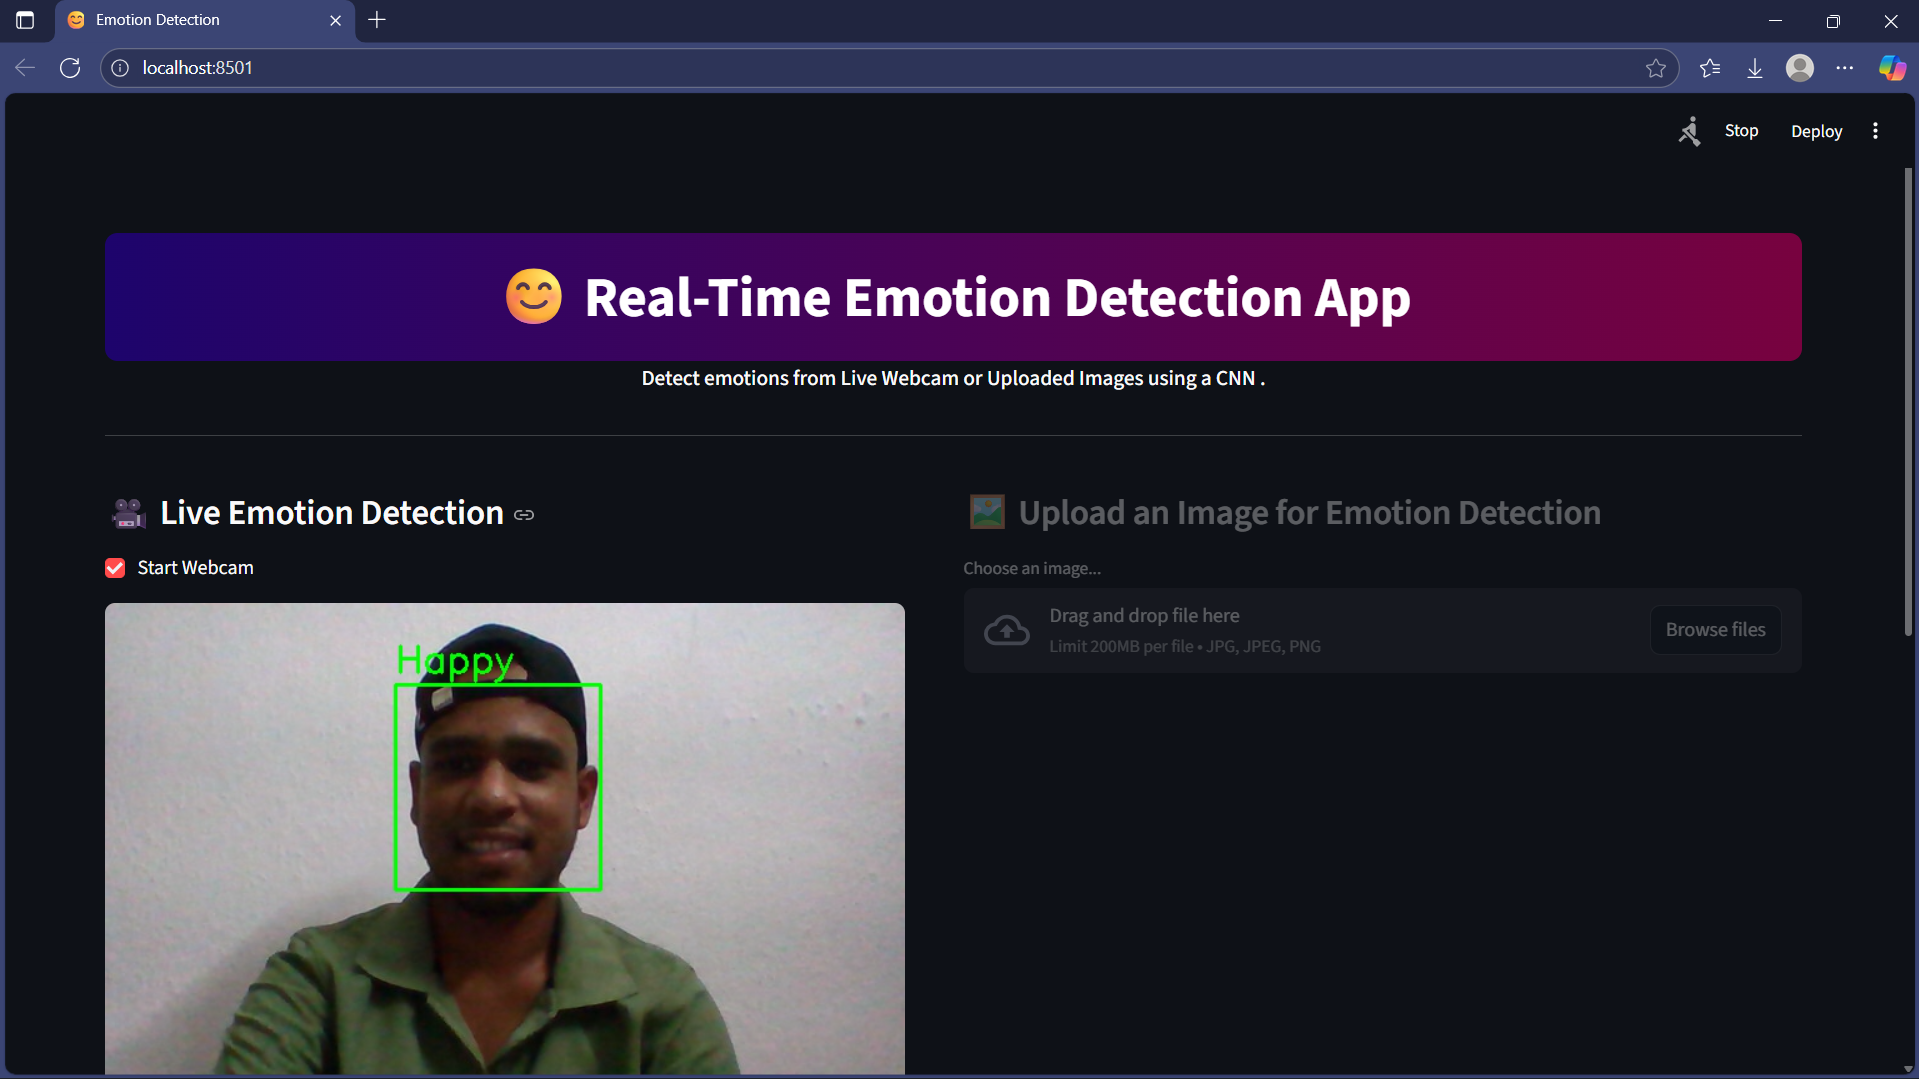 Emotion Detection
localhost:8501
Stop Deploy
Real-Time Emotion Detection App
Detect emotions from Live Webcam or Uploaded Images using a CNN .
Live Emotion Detection
Start Webcam
Happy
Upload an Image for Emotion Detection
Choose an image...
Drag and drop file here
Limit 200MB per file • JPG, JPEG, PNG
Browse files